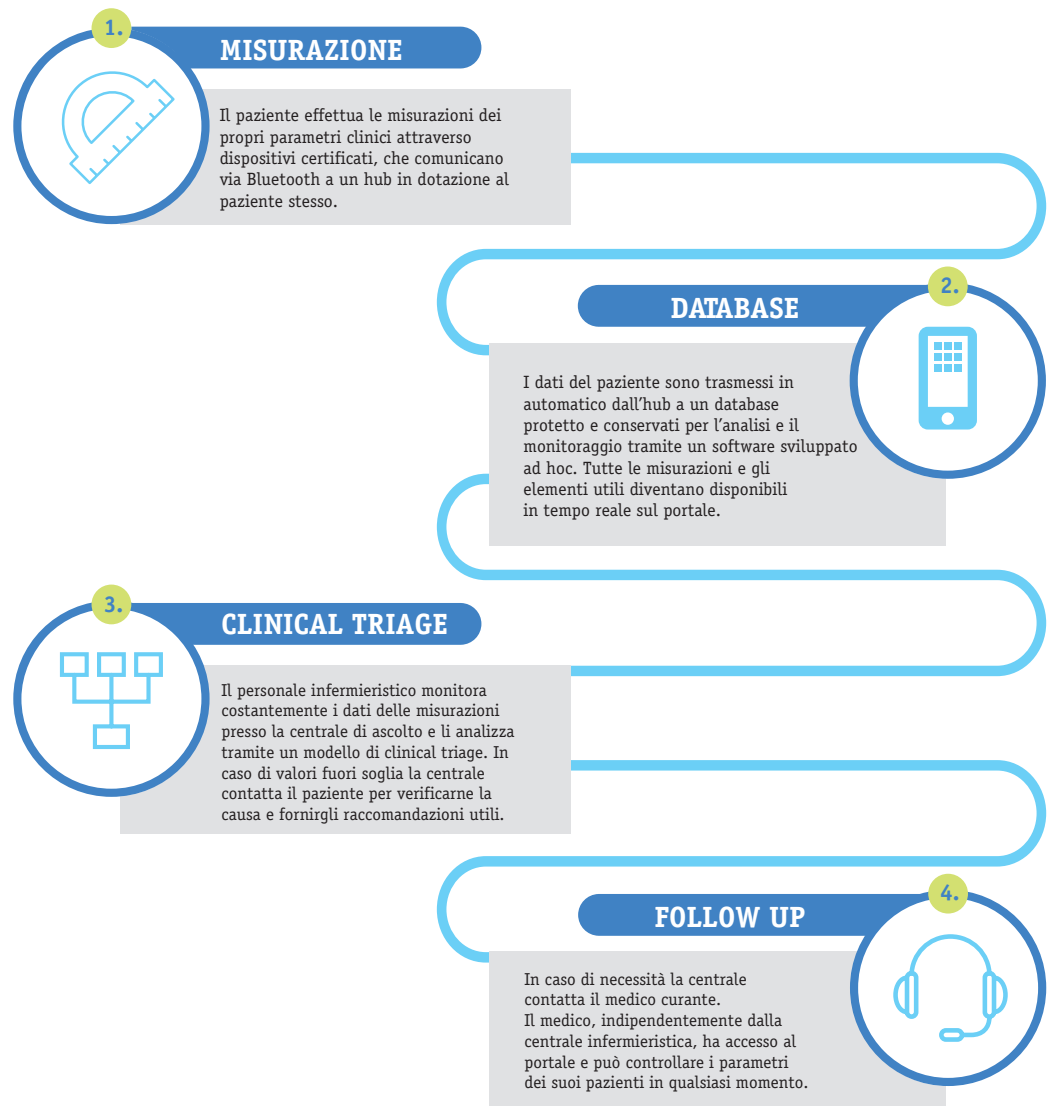 1.
MISURAZIONE
Il paziente effettua le misurazioni dei
propri parametri clinici attraverso
dispositivi certificati, che comunicano
via Bluetooth a un hub in dotazione al
paziente stesso.
2.
DATABASE
I dati del paziente sono trasmessi in
automatico dall'hub a un database
protetto e conservati per l'analisi e il
monitoraggio tramite un software sviluppato
ad hoc. Tutte le misurazioni e gli
elementi utili diventano disponibili
in tempo reale sul portale.
3.
CLINICAL TRIAGE
Il personale infermieristico monitora
costantemente i dati delle misurazioni
presso la centrale di ascolto e li analizza
tramite un modello di clinical triage. In
caso di valori fuori soglia la centrale
contatta il paziente per verificarne la
causa e fornirgli raccomandazioni utili.
4.
FOLLOW UP
In caso di necessità la centrale
contatta il medico curante.
Il medico, indipendentemente dalla
centrale infermieristica, ha accesso al
portale e può controllare i parametri
dei suoi pazienti in qualsiasi momento.